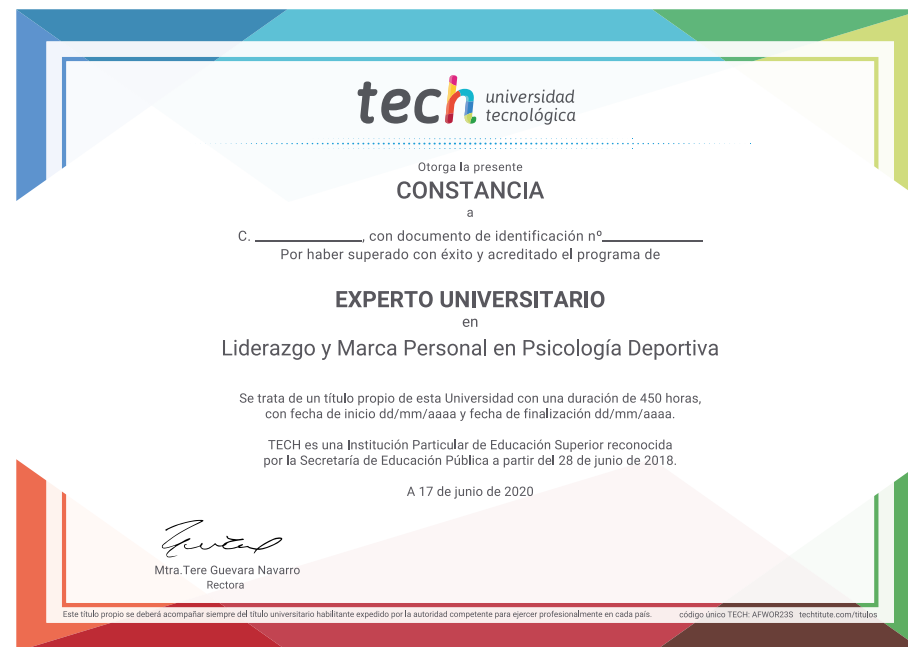 tech universidad
tecnológica
Otorga la presente
CONSTANCIA
a
C. ____________, con documento de identificación nº____________
Por haber superado con éxito y acreditado el programa de
EXPERTO UNIVERSITARIO
en
Liderazgo y Marca Personal en Psicología Deportiva
Se trata de un título propio de esta Universidad con una duración de 450 horas,
con fecha de inicio dd/mm/aaaa y fecha de finalización dd/mm/aaaa.
TECH es una Institución Particular de Educación Superior reconocida
por la Secretaría de Educación Pública a partir del 28 de junio de 2018.
A 17 de junio de 2020
Mtra.Tere Guevara Navarro
Rectora
Este título propio se deberá acompañar siempre del título universitario habilitante expedido por la autoridad competente para ejercer profesionalmente en cada país. código único TECH: AFWOR23S techtitute.com/titulos